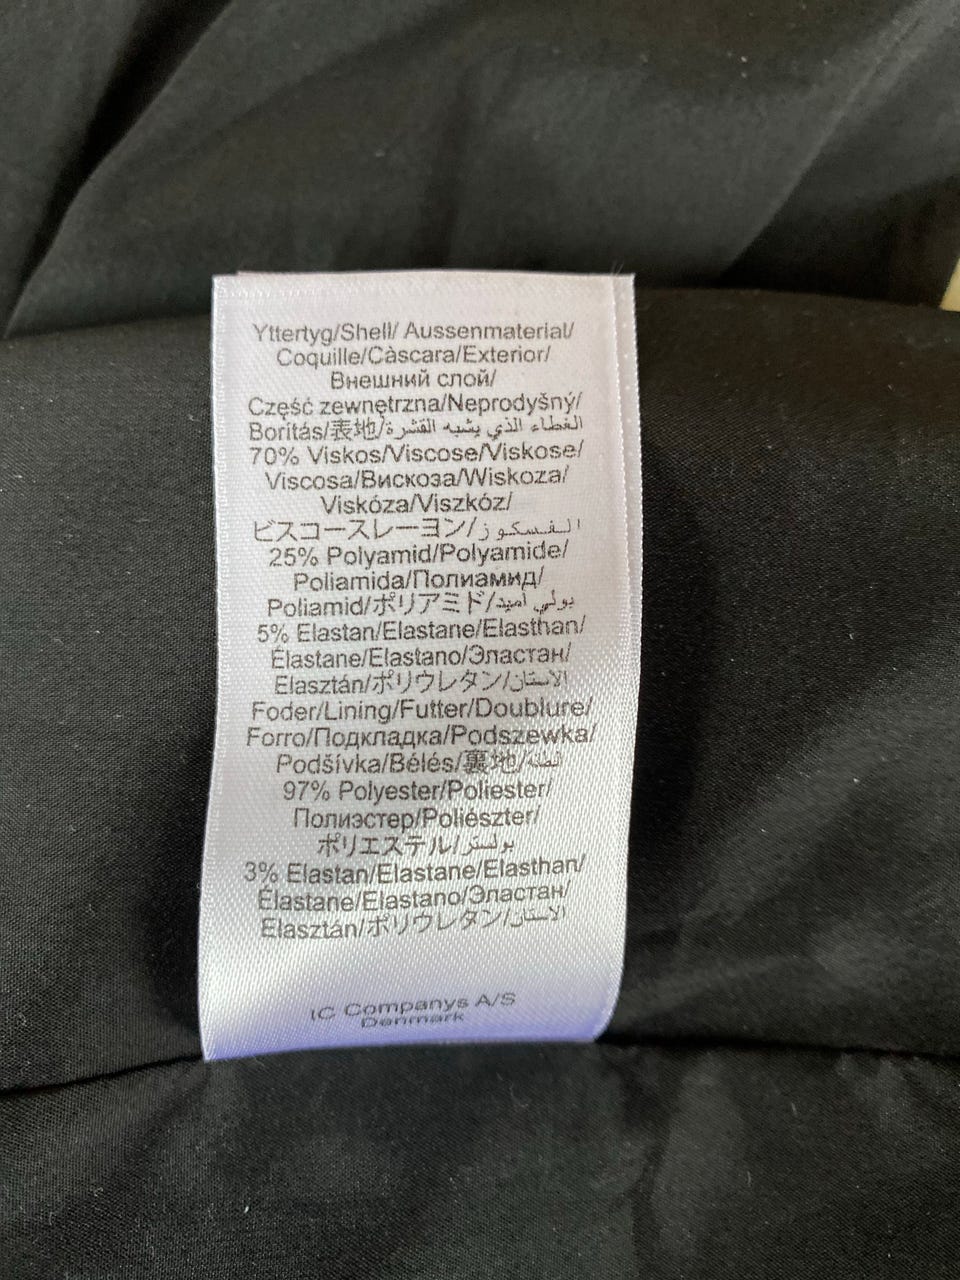 Yttertyg/Shell/ Aussenmaterial/
Coquille/Càscara/Exterior/
Внешний слой/
Część zewnętrzna/Neprodyšný/
Boritás/表地/الغطاء الذي يشبه القشرة
70% Viskos/Viscose/Viskose/
Viscosa/Вискоза/Wiskoza/
Viskóza/Viszkóz/
ビスコースレーヨン/الفسكوز
25% Polyamid/Polyamide/
Poliamida/Полиамид/
Poliamid/ポリアミド/بولي اميد
5% Elastan/Elastane/Elasthan/
Élastane/Elastano/Эластан/
Elasztán/ポリウレタン/الاستان
Foder/Lining/Futter/Doublure/
Forro/Подкладка/Podszewka/
Podšívka/Bélés/裏地/
97% Polyester/Poliester/
Полиэстер/Poliészter/
ポリエステル/بولستر
3% Elastan/Elastane/Elasthan/
Élastane/Elastano/Эластан/
Elasztán/ポリウレタン/الاستان
IC Companys A/S
Denmark